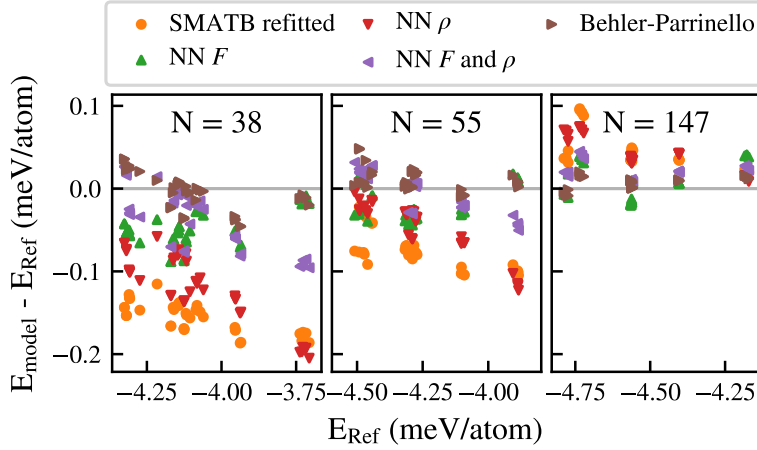 SMATB refitted
NN F
NN ρ
NN F and ρ
Behler-Parrinello
E_model - E_Ref (meV/atom)
0.1
0.0
−0.1
−0.2
N = 38
N = 55
N = 147
−4.25 −4.00 −3.75
−4.50 −4.25 −4.00
−4.75 −4.50 −4.25
E_Ref (meV/atom)